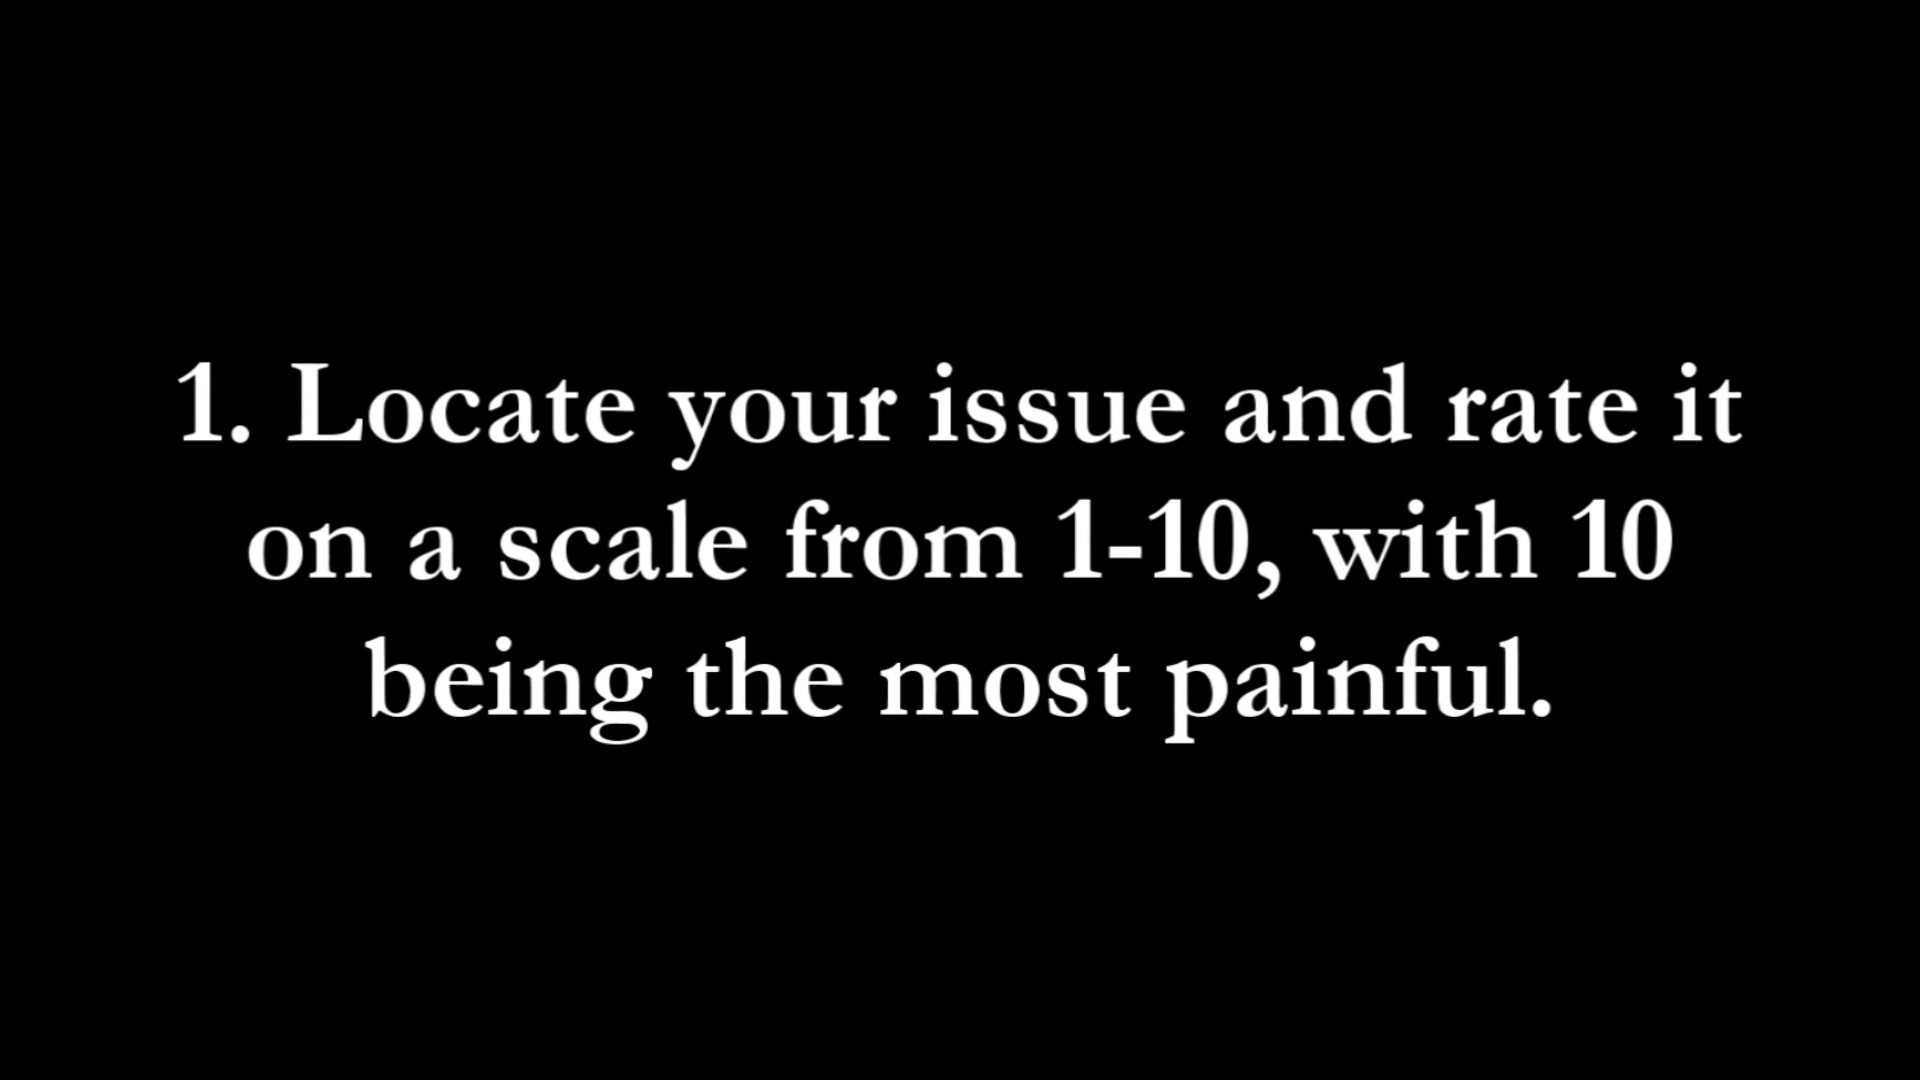 1. Locate your issue and rate it
on a scale from 1-10, with 10
being the most painful.